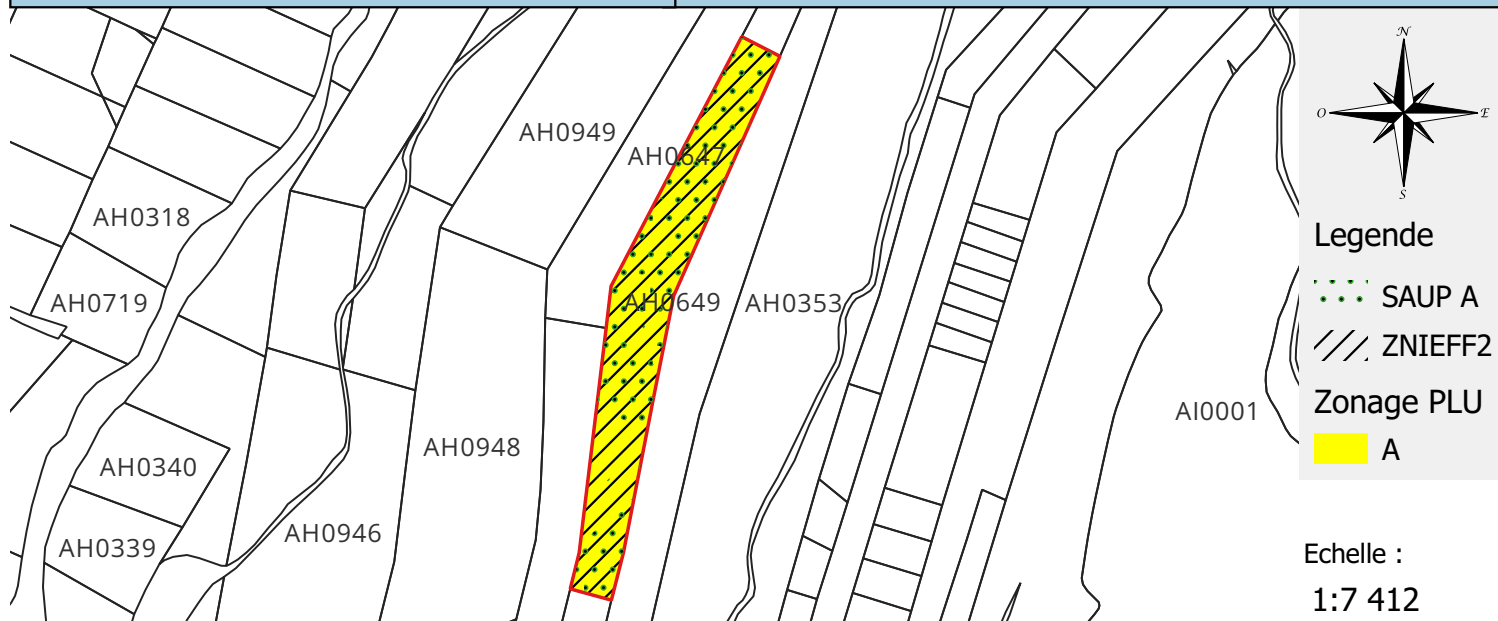 AH0949
AH0647
AH0318
AH0719
AH0649
AH0353
AI0001
AH0948
AH0340
AH0339
AH0946
N
O
E
S
Legende
SAUP A
ZNIEFF2
Zonage PLU
A
Echelle :
1:7 412